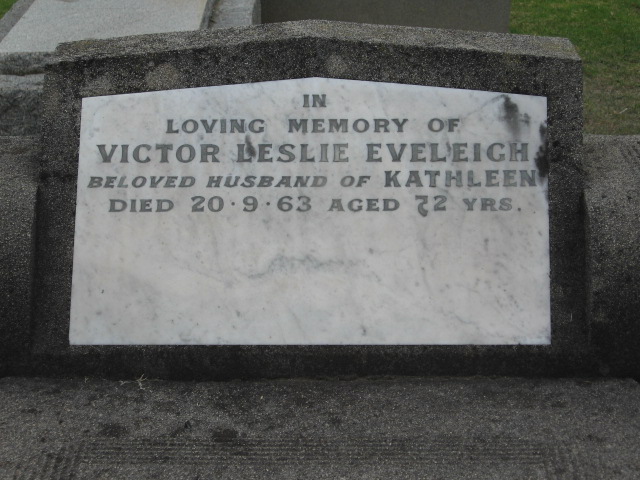 IN
LOVING MEMORY OF
VICTOR LESLIE EVELEIGH
BELOVED HUSBAND OF KATHLEEN
DIED 20·9·63 AGED 72 YRS.